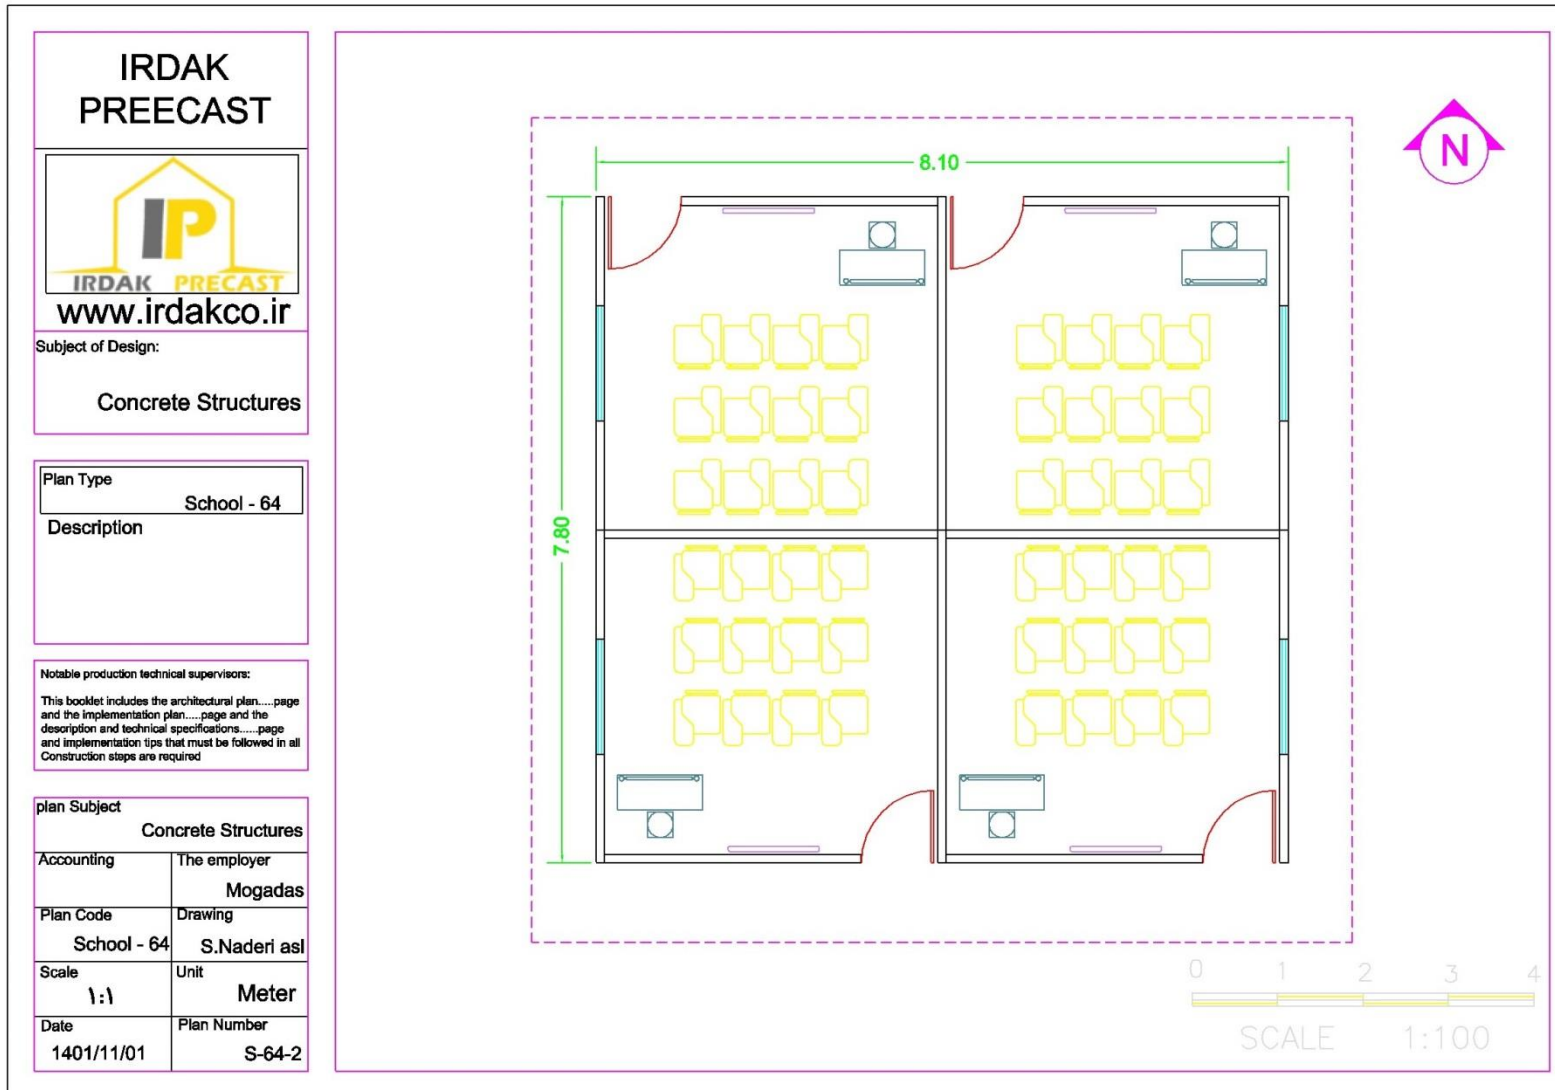 IRDAK
PREECAST
IP
IRDAK PRECAST
www.irdakco.ir
Subject of Design:
Concrete Structures
Plan Type
School - 64
Description
Notable production technical supervisors:
This booklet includes the architectural plan.....page
and the implementation plan.....page and the
description and technical specifications......page
and implementation tips that must be followed in all
Construction steps are required
plan Subject
Concrete Structures
Accounting
The employer
Mogadas
Plan Code
School - 64
Drawing
S.Naderi asl
Scale
۱:۱
Unit
Meter
Date
1401/11/01
Plan Number
S-64-2
8.10
7.80
N
0 1 2 3 4
SCALE 1:100